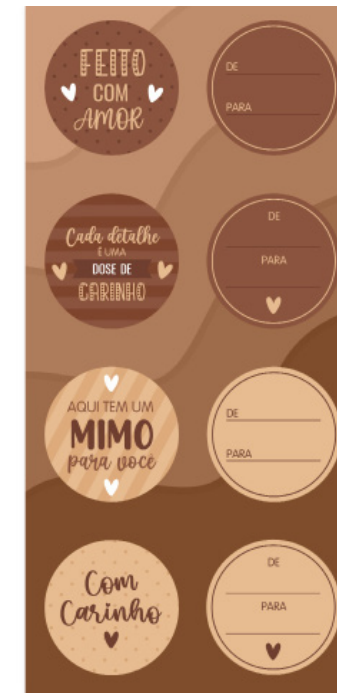 FEITO
COM
AMOR
DE
PARA
Cada detalhe
É UMA
DOSE DE
CARINHO
DE
PARA
AQUI TEM UM
MIMO
para você
DE
PARA
Com
Carinho
DE
PARA